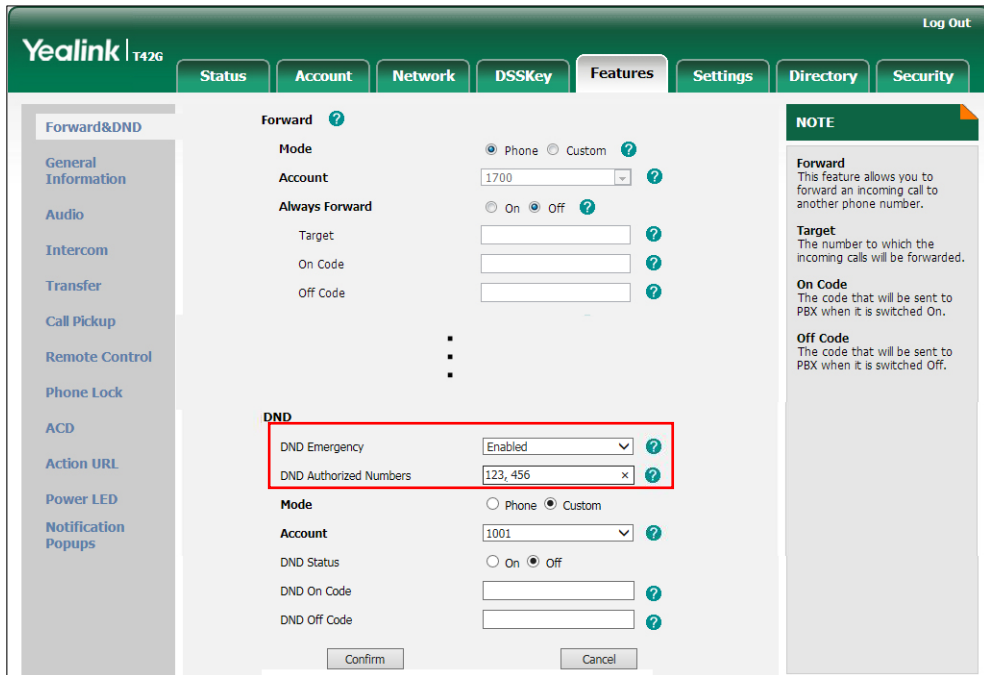 Log Out
Yealink T42G
Status Account Network DSSKey Features Settings Directory Security
Forward&DND
General
Information
Audio
Intercom
Transfer
Call Pickup
Remote Control
Phone Lock
ACD
Action URL
Power LED
Notification
Popups
Forward ?
Mode Phone Custom ?
Account 1700 ?
Always Forward On Off ?
Target ?
On Code ?
Off Code ?
DND
DND Emergency Enabled ?
DND Authorized Numbers 123, 456 × ?
Mode Phone Custom
Account 1001 ?
DND Status On Off
DND On Code ?
DND Off Code ?
Confirm Cancel
NOTE
Forward
This feature allows you to
forward an incoming call to
another phone number.
Target
The number to which the
incoming calls will be forwarded.
On Code
The code that will be sent to
PBX when it is switched On.
Off Code
The code that will be sent to
PBX when it is switched Off.